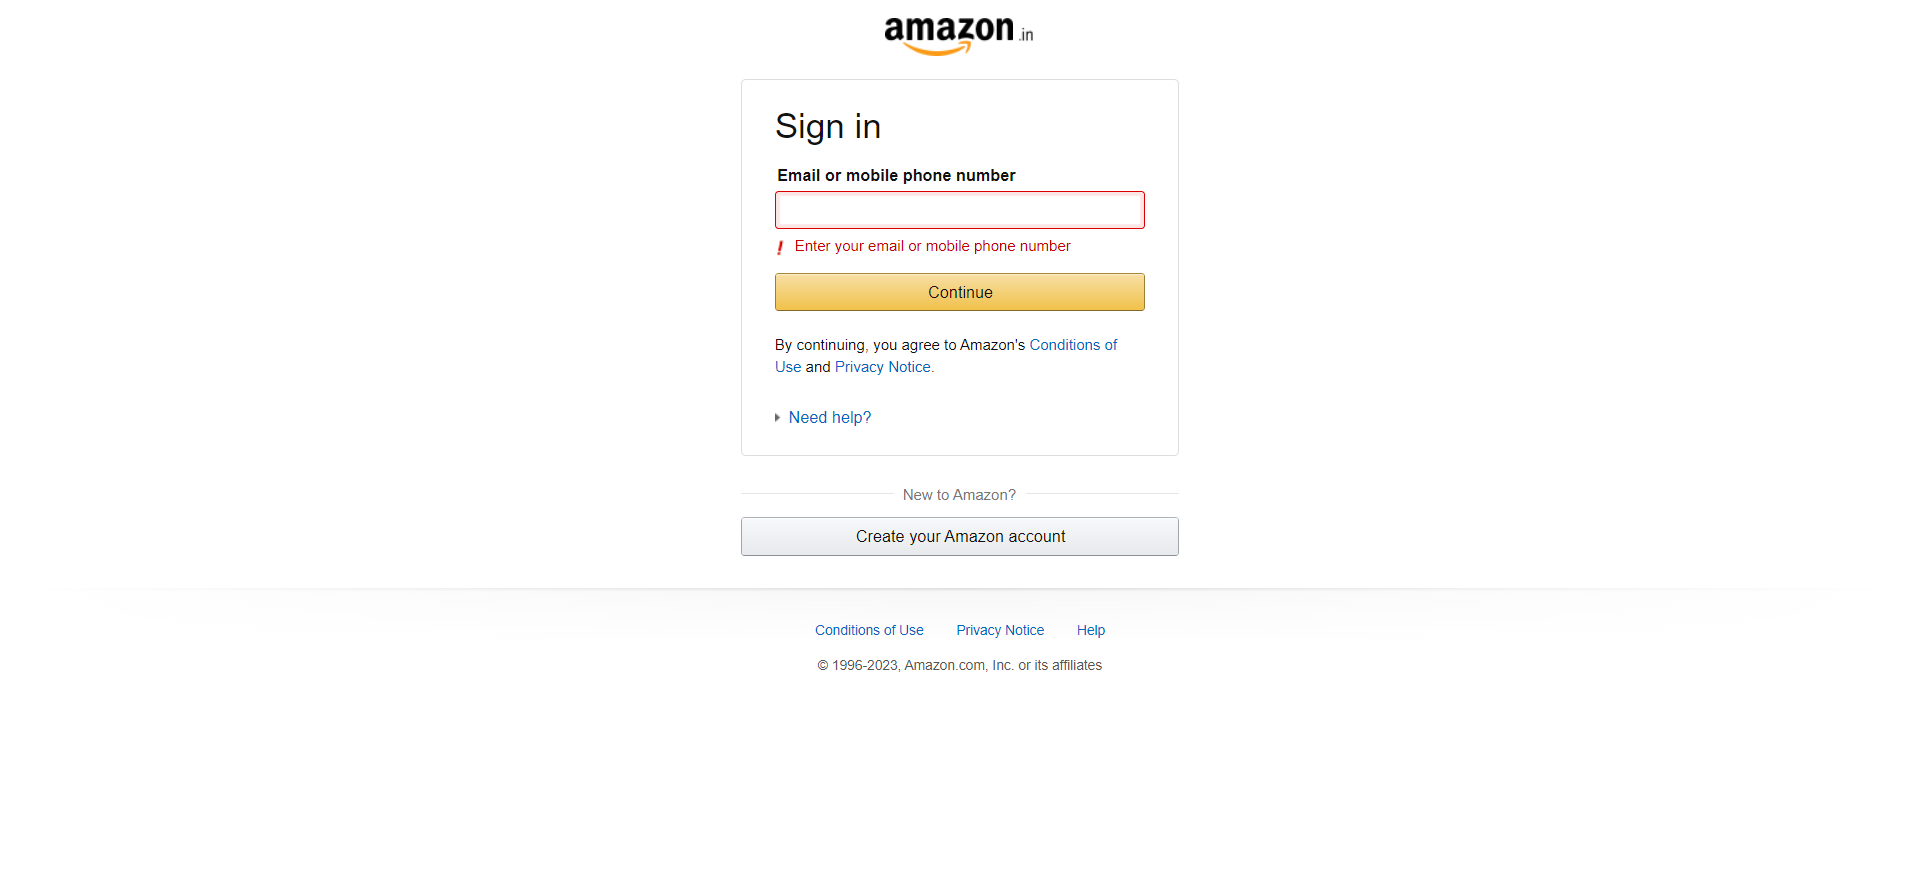 amazon.in
Sign in
Email or mobile phone number
! Enter your email or mobile phone number
Continue
By continuing, you agree to Amazon's Conditions of
Use and Privacy Notice.
Need help?
New to Amazon?
Create your Amazon account
Conditions of Use Privacy Notice Help
© 1996-2023, Amazon.com, Inc. or its affiliates